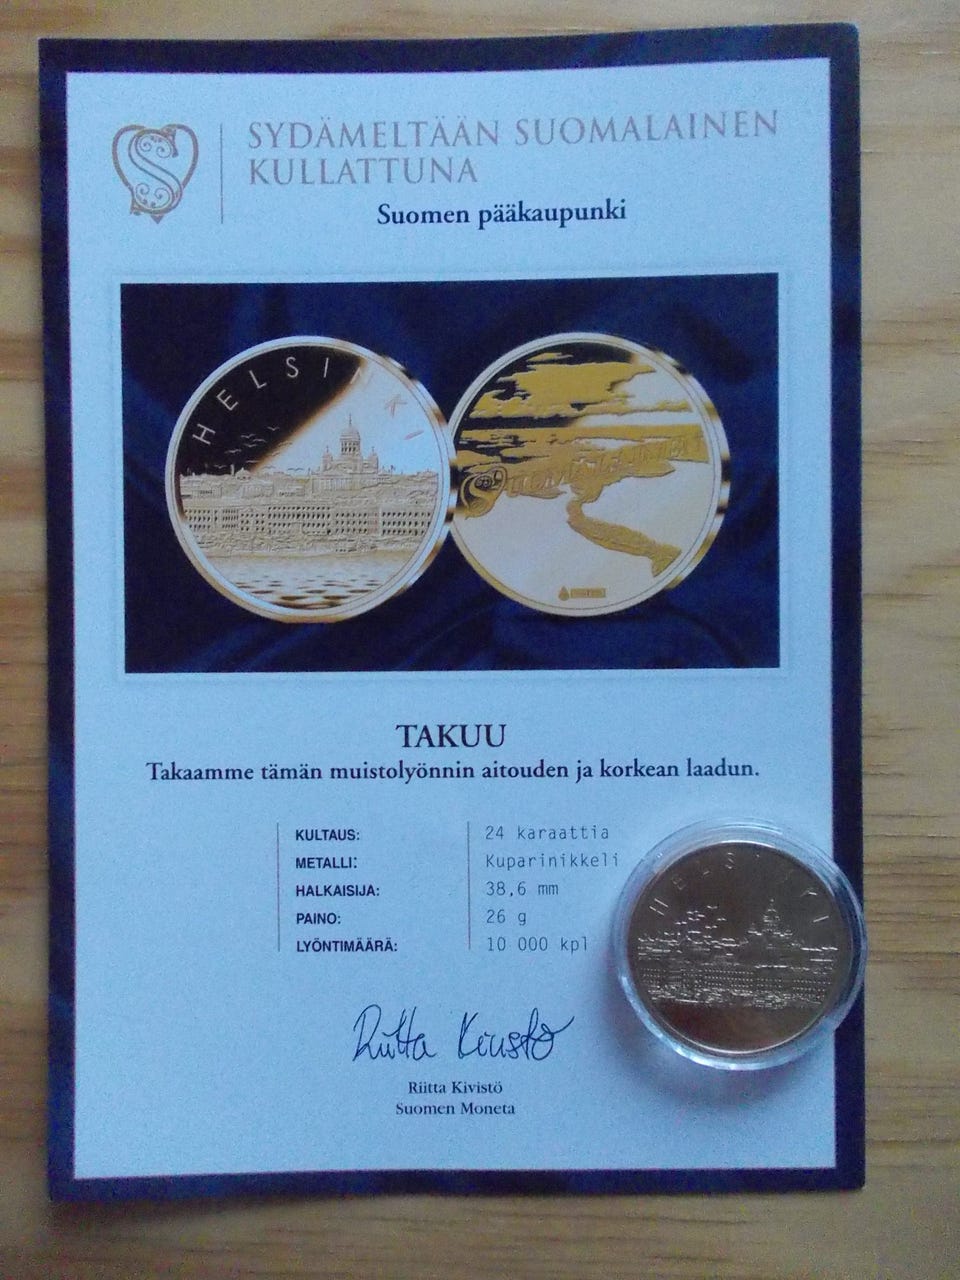 SYDÄMELTÄÄN SUOMALAINEN
KULLATTUNA
Suomen pääkaupunki
HELSINKI
TAKUU
Takaamme tämän muistolyönnin aitouden ja korkean laadun.
KULTAUS: 24 karaattia
METALLI: Kuparinikkeli
HALKAISIJA: 38,6 mm
PAINO: 26 g
LYÖNTIMÄÄRÄ: 10 000 kpl
Riitta Kivistö
Riitta Kivistö
Suomen Moneta
HELSINKI